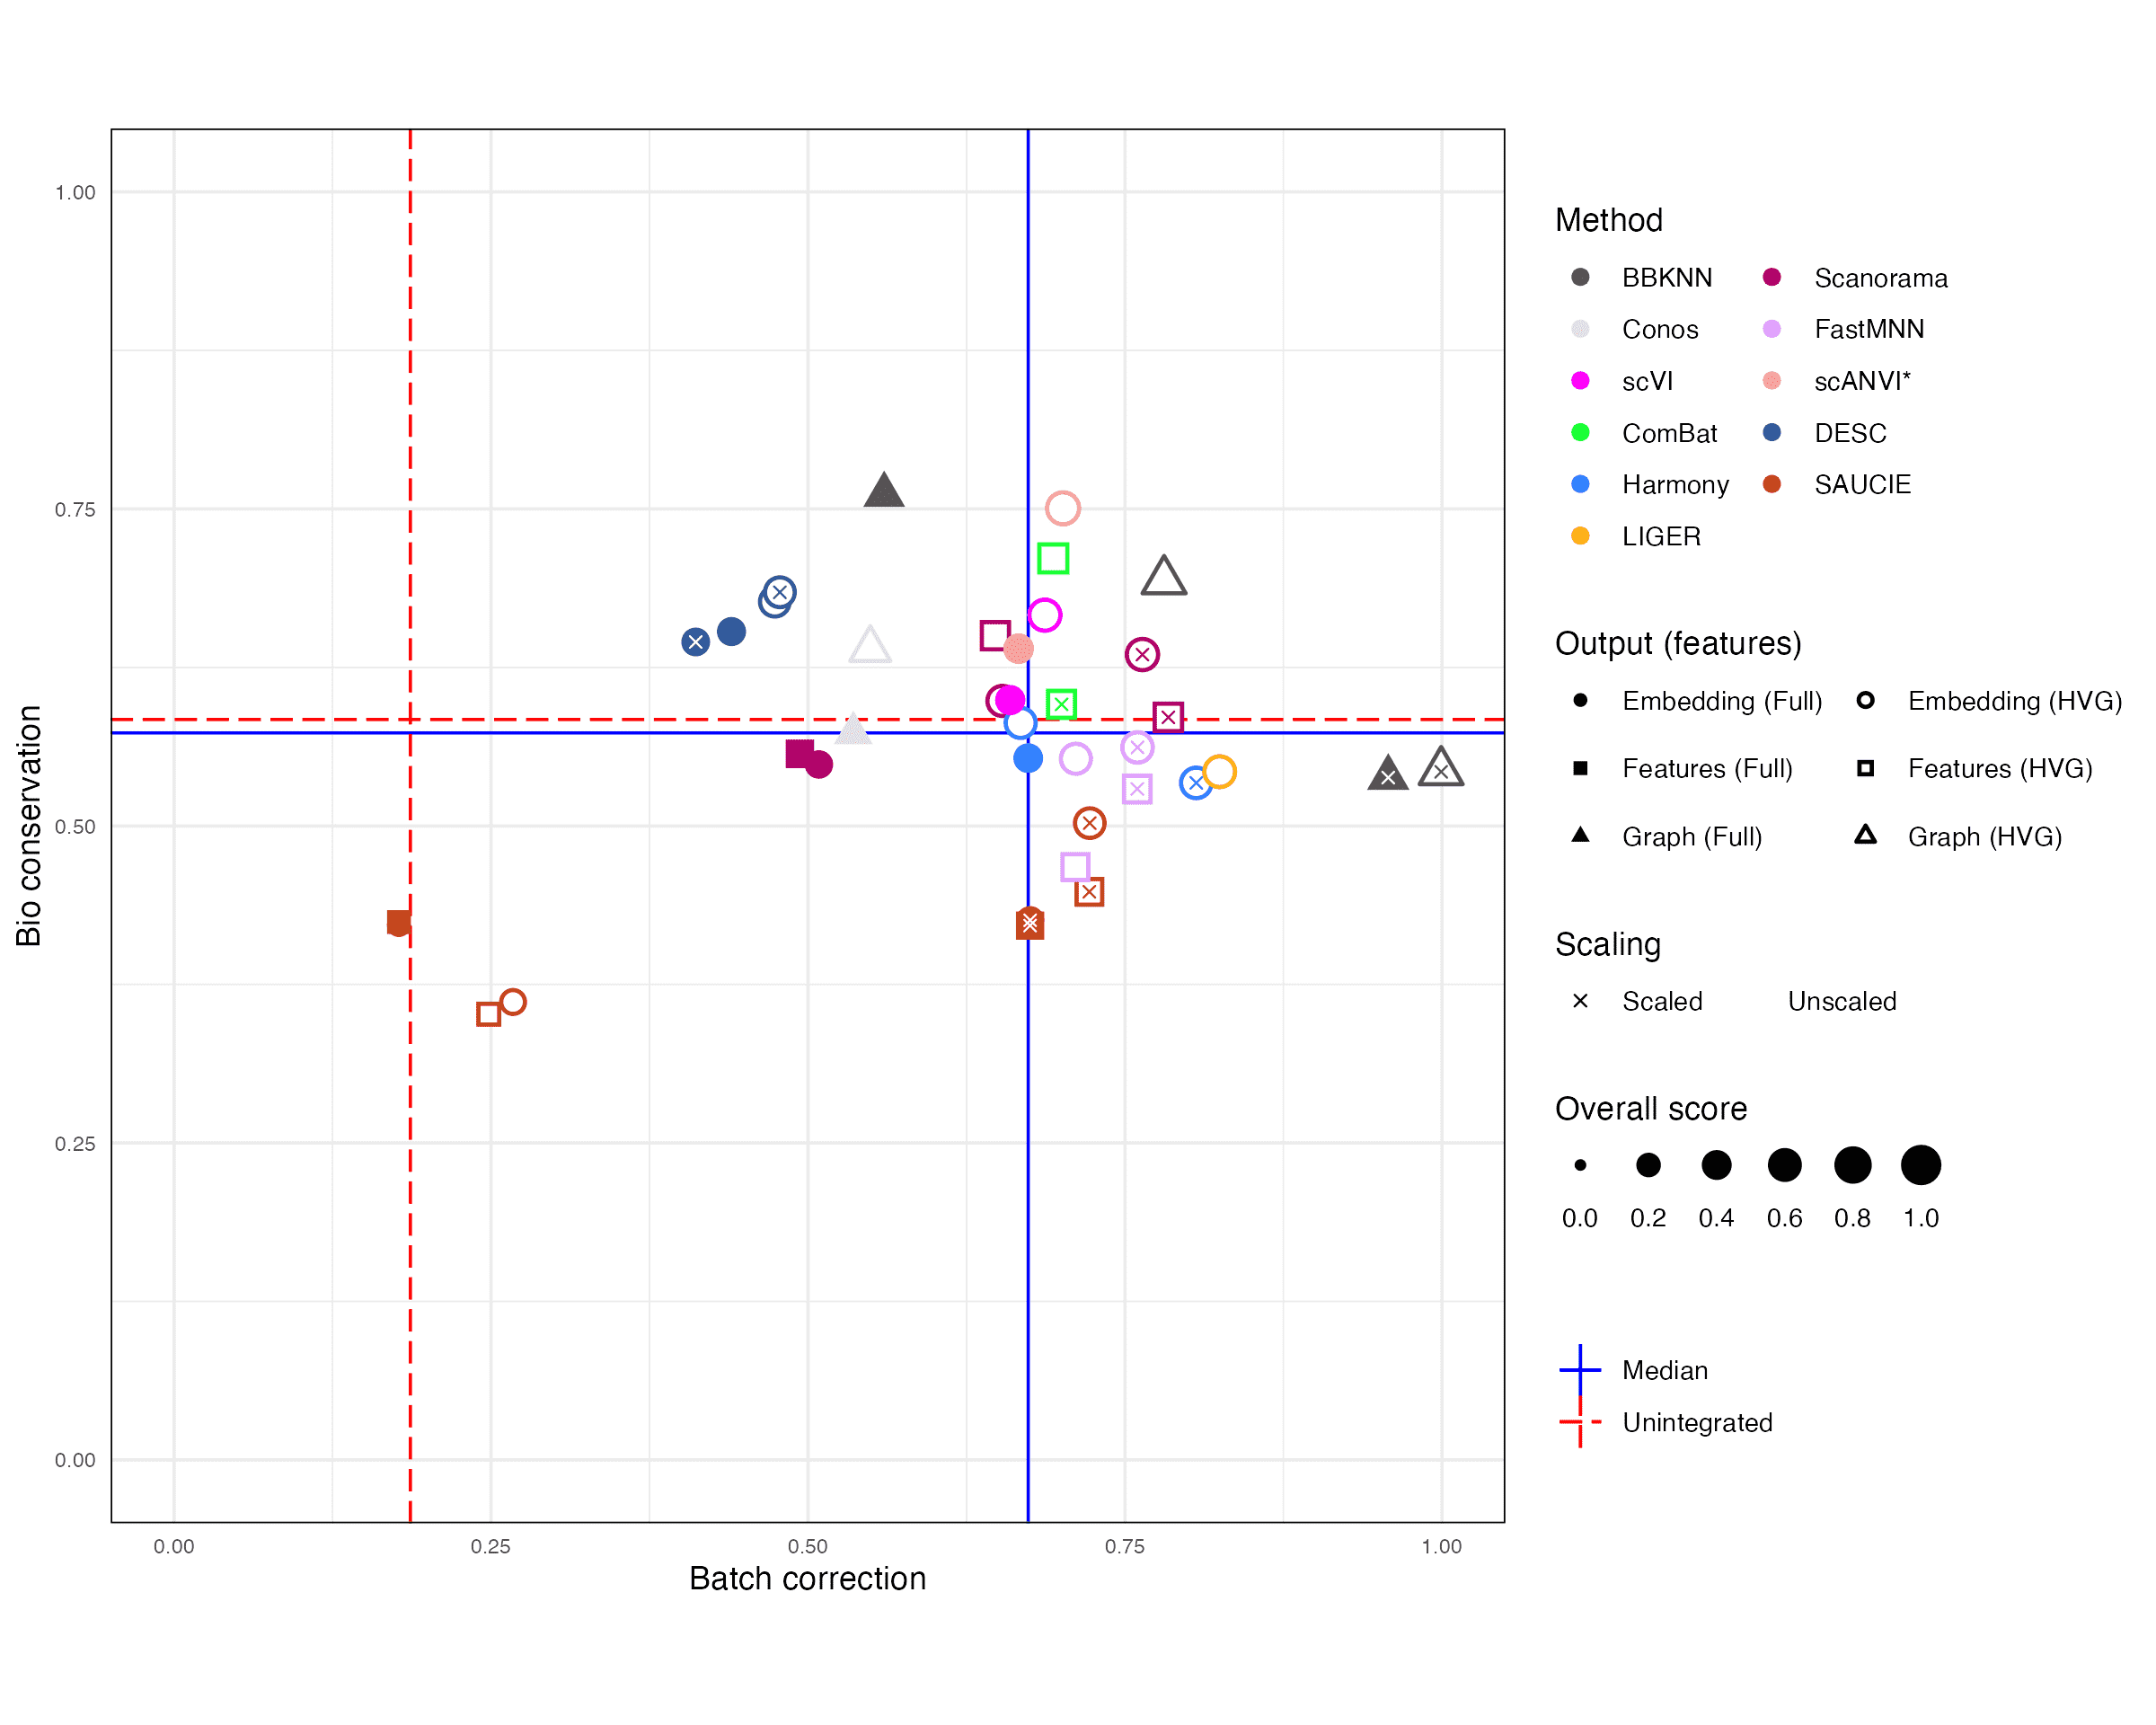 1.00
0.75
0.50
0.25
0.00
Bio conservation
0.00 0.25 0.50 0.75 1.00
Batch correction
Method
BBKNN Scanorama
Conos FastMNN
scVI scANVI*
ComBat DESC
Harmony SAUCIE
LIGER
Output (features)
Embedding (Full) Embedding (HVG)
Features (Full) Features (HVG)
Graph (Full) Graph (HVG)
Scaling
Scaled Unscaled
Overall score
0.0 0.2 0.4 0.6 0.8 1.0
Median
Unintegrated